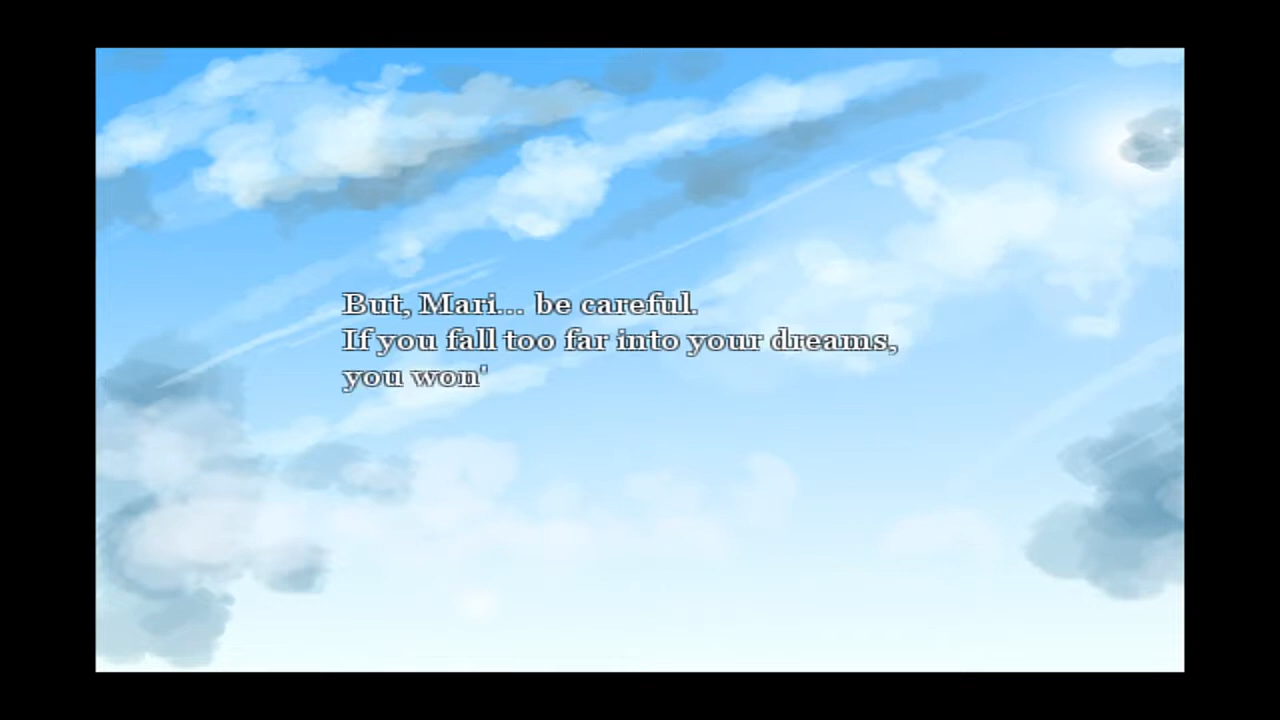 But, Mari... be careful.
If you fall too far into your dreams,
you won'